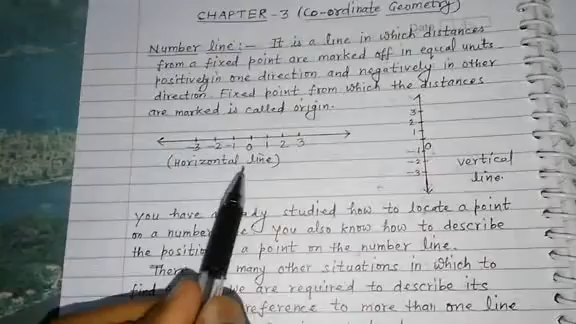 CHAPTER - 3 (Co-ordinate Geometry)
Number line:- It is a line in which distances
from a fixed point are marked off in equal units
positively in one direction and negatively in other
direction. Fixed point from which the distances
are marked is called origin.
-3 -2 -1 0 1 2 3
(Horizontal line)
3
2
1
0
-1
-2
-3
vertical
line.
you have already studied how to locate a point
on a number you also know how to describe
the position a point on the number line.
There many other situations in which to
find we are required to describe its
reference to more than one line